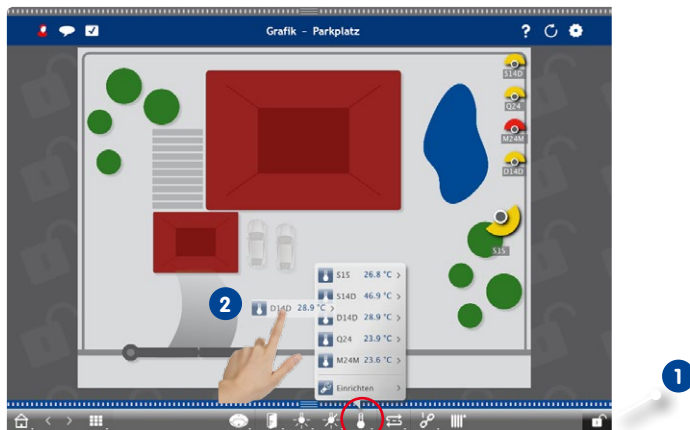 Grafik - Parkplatz
?
S14D
Q24
M24M
D14D
S15
S15 26.8 °C >
S14D 46.9 °C >
D14D 28.9 °C >
D14D 28.9 °C >
Q24 23.9 °C >
M24M 23.6 °C >
Einrichten >
2
1